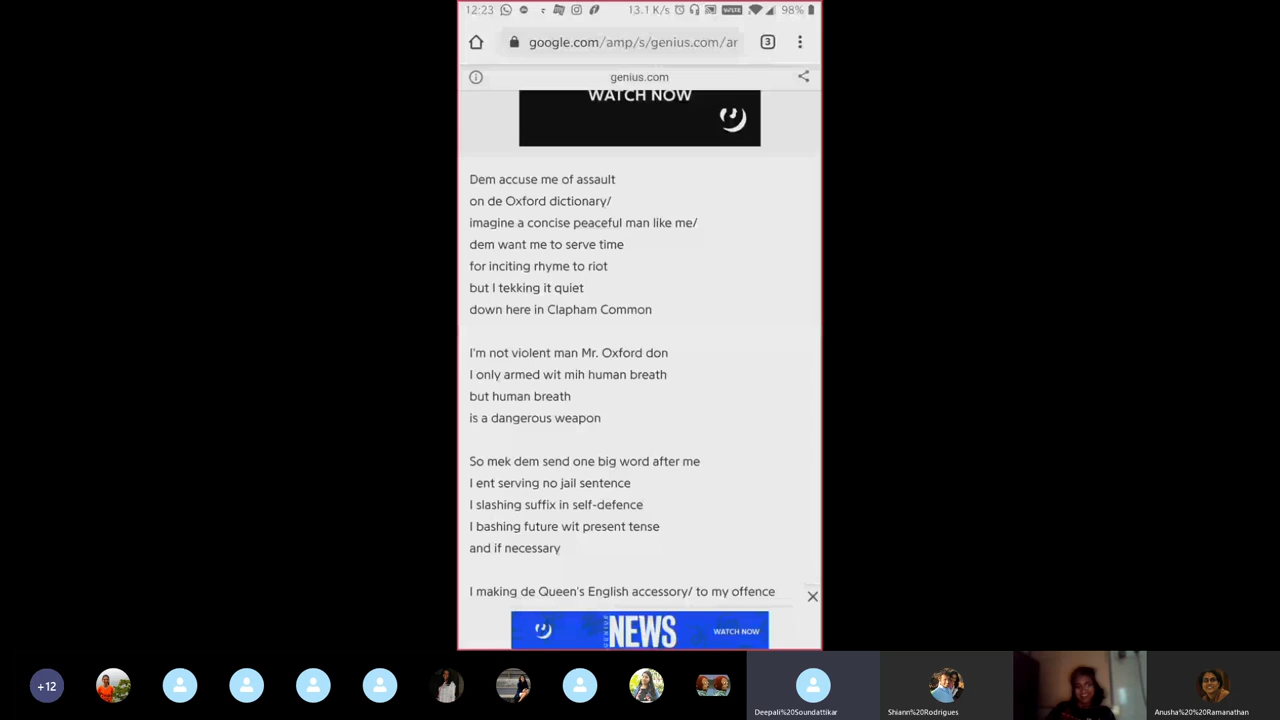 12:23
13.1 K/s
VoLTE
98%
google.com/amp/s/genius.com/ar
3
genius.com
WATCH NOW
Dem accuse me of assault
on de Oxford dictionary/
imagine a concise peaceful man like me/
dem want me to serve time
for inciting rhyme to riot
but I tekking it quiet
down here in Clapham Common
I'm not violent man Mr. Oxford don
I only armed wit mih human breath
but human breath
is a dangerous weapon
So mek dem send one big word after me
I ent serving no jail sentence
I slashing suffix in self-defence
I bashing future wit present tense
and if necessary
I making de Queen's English accessory/ to my offence
GENIUS NEWS
WATCH NOW
+12
Deepali%20Soundattikar
Shiann%20Rodrigues
Anusha%20%20Ramanathan